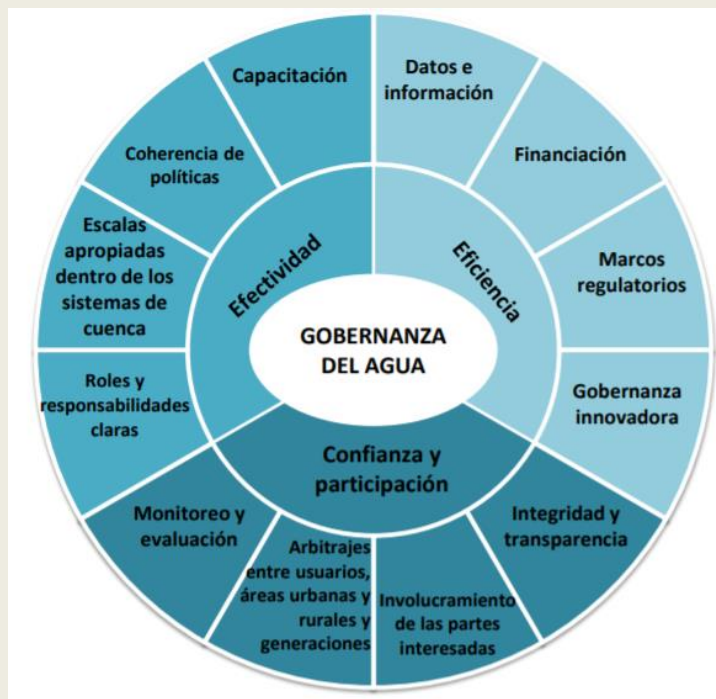 Capacitación
Datos e
información
Coherencia de
políticas
Financiación
Escalas
apropiadas
dentro de los
sistemas de
cuenca
Efectividad
Eficiencia
Marcos
regulatorios
GOBERNANZA
DEL AGUA
Roles y
responsabilidades
claras
Gobernanza
innovadora
Confianza y
participación
Monitoreo y
evaluación
Arbitrajes
entre usuarios,
áreas urbanas y
rurales y
generaciones
Involucramiento
de las partes
interesadas
Integridad y
transparencia